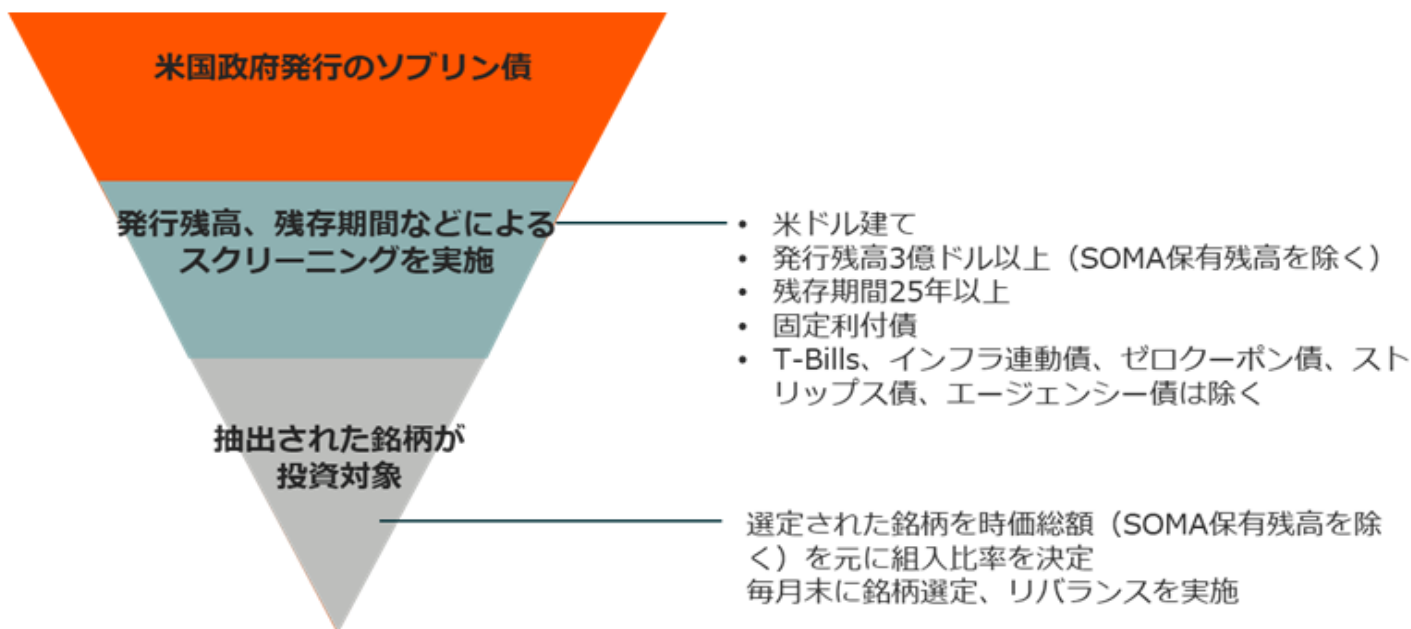 米国政府発行のソブリン債
発行残高、残存期間などによる
スクリーニングを実施
• 米ドル建て
• 発行残高3億ドル以上（SOMA保有残高を除く）
• 残存期間25年以上
• 固定利付債
• T-Bills、インフラ連動債、ゼロクーポン債、スト
リップス債、エージェンシー債は除く
抽出された銘柄が
投資対象
選定された銘柄を時価総額（SOMA保有残高を除
く）を元に組入比率を決定
毎月末に銘柄選定、リバランスを実施